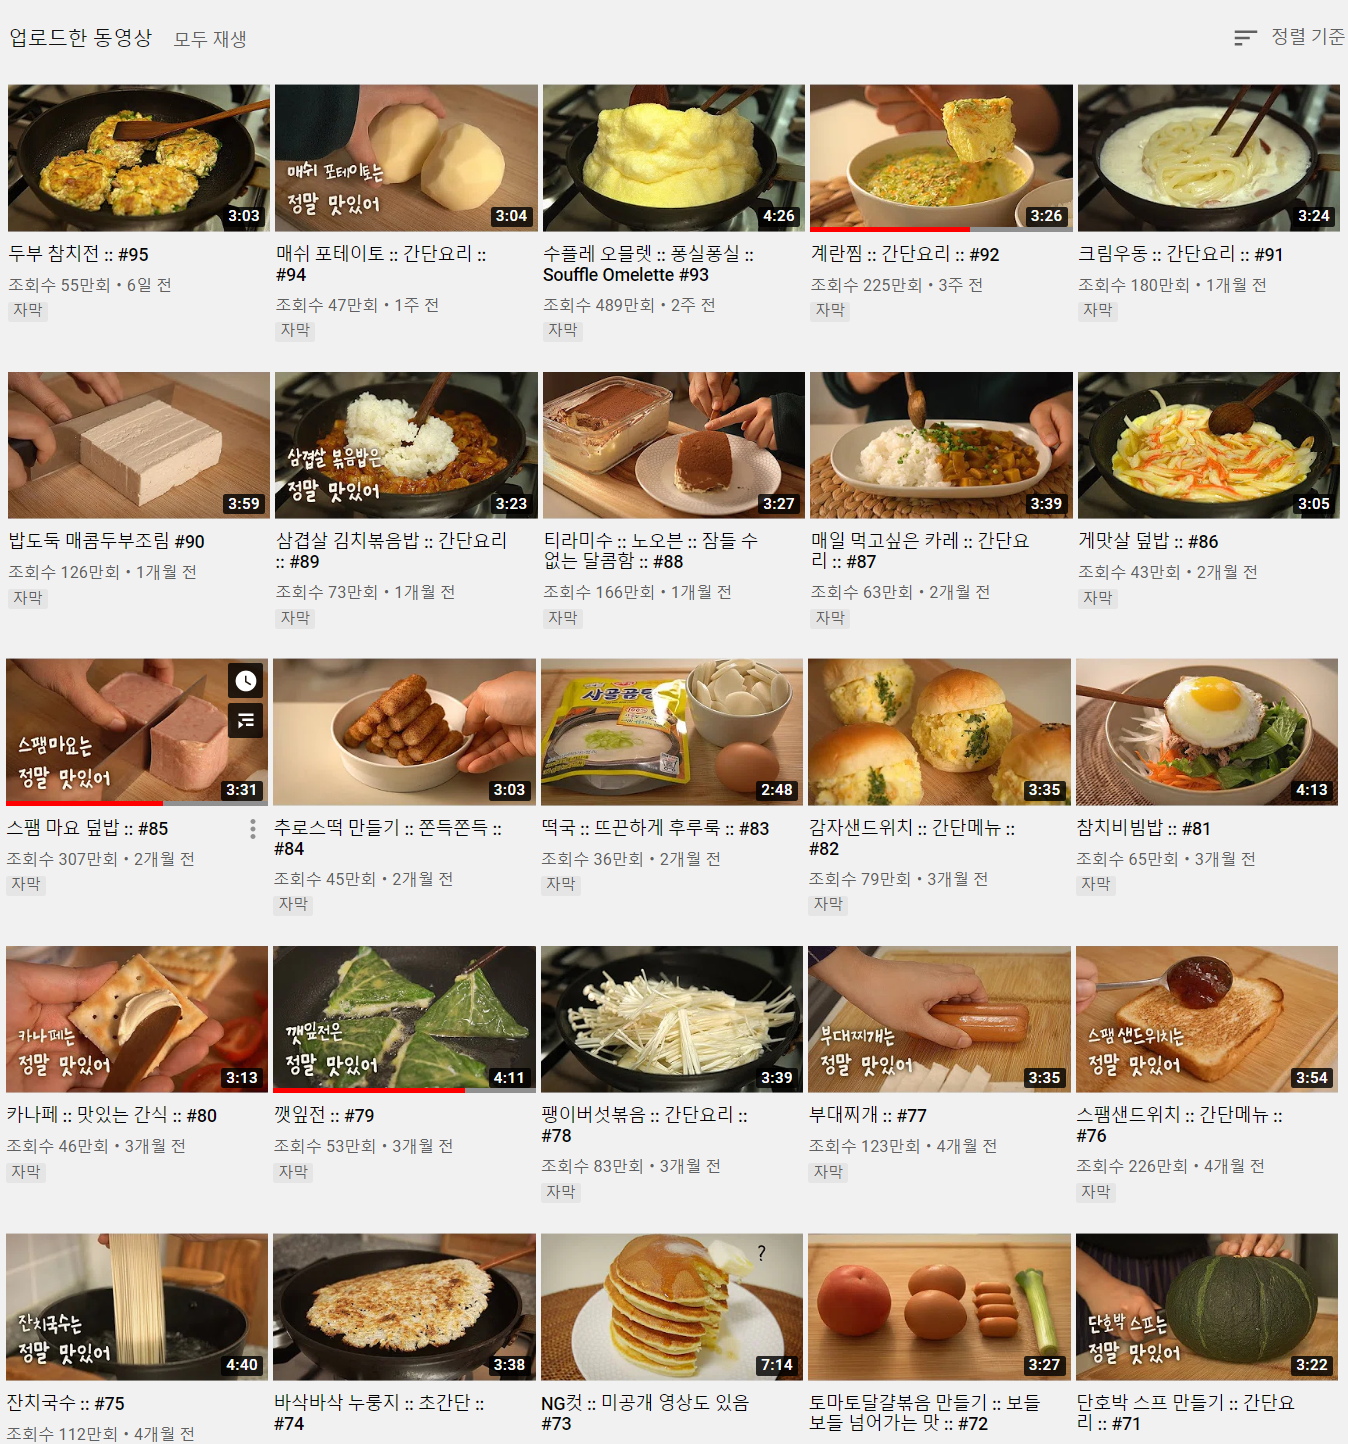 업로드한 동영상 모두 재생 정렬 기준
매쉬 포테이토는
정말 맛있어
3:03 3:04 4:26 3:26 3:24
두부 참치전 :: #95
조회수 55만회 • 6일 전
자막
매쉬 포테이토 :: 간단요리 ::
#94
조회수 47만회 • 1주 전
자막
수플레 오믈렛 :: 퐁실퐁실 ::
Souffle Omelette #93
조회수 489만회 • 2주 전
자막
계란찜 :: 간단요리 :: #92
조회수 225만회 • 3주 전
자막
크림우동 :: 간단요리 :: #91
조회수 180만회 • 1개월 전
자막
삼겹살 볶음밥은
정말 맛있어
3:59 3:23 3:27 3:39 3:05
밥도둑 매콤두부조림 #90
조회수 126만회 • 1개월 전
자막
삼겹살 김치볶음밥 :: 간단요리
:: #89
조회수 73만회 • 1개월 전
자막
티라미수 :: 노오븐 :: 잠들 수
없는 달콤함 :: #88
조회수 166만회 • 1개월 전
자막
매일 먹고싶은 카레 :: 간단요
리 :: #87
조회수 63만회 • 2개월 전
자막
게맛살 덮밥 :: #86
조회수 43만회 • 2개월 전
자막
스팸마요는
정말 맛있어
사골곰탕
3:31 3:03 2:48 3:35 4:13
스팸 마요 덮밥 :: #85
조회수 307만회 • 2개월 전
자막
추로스떡 만들기 :: 쫀득쫀득 ::
#84
조회수 45만회 • 2개월 전
자막
떡국 :: 뜨끈하게 후루룩 :: #83
조회수 36만회 • 2개월 전
자막
감자샌드위치 :: 간단메뉴 ::
#82
조회수 79만회 • 3개월 전
자막
참치비빔밥 :: #81
조회수 65만회 • 3개월 전
자막
카나페는
정말 맛있어
깻잎전은
정말 맛있어
부대찌개는
정말 맛있어
스팸 샌드위치는
정말 맛있어
3:13 4:11 3:39 3:35 3:54
카나페 :: 맛있는 간식 :: #80
조회수 46만회 • 3개월 전
자막
깻잎전 :: #79
조회수 53만회 • 3개월 전
자막
팽이버섯볶음 :: 간단요리 ::
#78
조회수 83만회 • 3개월 전
자막
부대찌개 :: #77
조회수 123만회 • 4개월 전
자막
스팸샌드위치 :: 간단메뉴 ::
#76
조회수 226만회 • 4개월 전
자막
잔치국수는
정말 맛있어
?
단호박 스프는
정말 맛있어
4:40 3:38 7:14 3:27 3:22
잔치국수 :: #75
조회수 112만회 • 4개월 전
바삭바삭 누룽지 :: 초간단 ::
#74
NG컷 :: 미공개 영상도 있음
#73
토마토달걀볶음 만들기 :: 보들
보들 넘어가는 맛 :: #72
단호박 스프 만들기 :: 간단요
리 :: #71